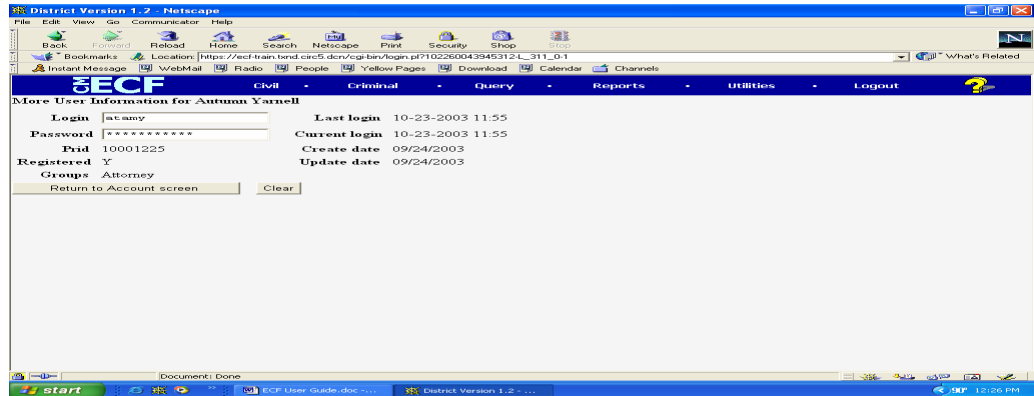 District Version 1.2 - Netscape
File Edit View Go Communicator Help
Back Forward Reload Home Search Netscape Print Security Shop Stop
N
Bookmarks Location: https://ecf-train.txnd.circ5.dcn/cgi-bin/login.pl?102260043945312-L_311_0-1 What's Related
Instant Message WebMail Radio People Yellow Pages Download Calendar Channels
CM ECF Civil • Criminal • Query • Reports • Utilities • Logout ?
More User Information for Autumn Yarnell
Login atamy Last login 10-23-2003 11:55
Password *********** Current login 10-23-2003 11:55
Prid 10001225 Create date 09/24/2003
Registered Y Update date 09/24/2003
Groups Attorney
Return to Account screen Clear
Document: Done
start ECF User Guide.doc -... District Version 1.2 - ... 90° 12:26 PM